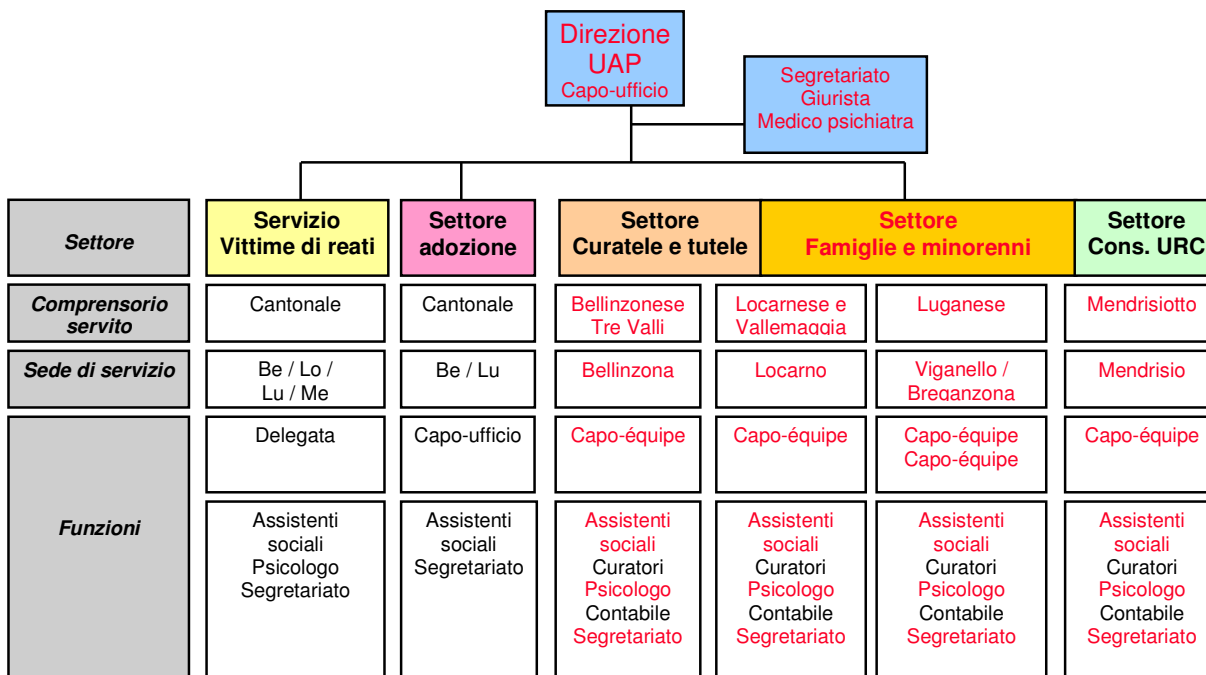 Direzione
UAP
Capo-ufficio
Segretariato
Giurista
Medico psichiatra
Settore
Servizio
Vittime di reati
Settore
adozione
Settore
Curatele e tutele
Settore
Famiglie e minorenni
Settore
Cons. URC
Comprensorio
servito
Cantonale
Cantonale
Bellinzonese
Tre Valli
Locarnese e
Vallemaggia
Luganese
Mendrisiotto
Sede di servizio
Be / Lo /
Lu / Me
Be / Lu
Bellinzona
Locarno
Viganello /
Breganzona
Mendrisio
Funzioni
Delegata
Capo-ufficio
Capo-équipe
Capo-équipe
Capo-équipe
Capo-équipe
Capo-équipe
Assistenti
sociali
Psicologo
Segretariato
Assistenti
sociali
Segretariato
Assistenti
sociali
Curatori
Psicologo
Contabile
Segretariato
Assistenti
sociali
Curatori
Psicologo
Contabile
Segretariato
Assistenti
sociali
Curatori
Psicologo
Contabile
Segretariato
Assistenti
sociali
Curatori
Psicologo
Contabile
Segretariato